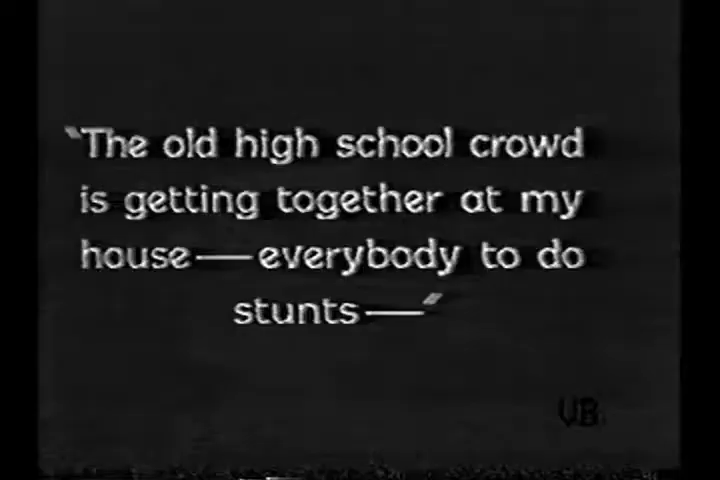 "The old high school crowd
is getting together at my
house—everybody to do
stunts—"
VB